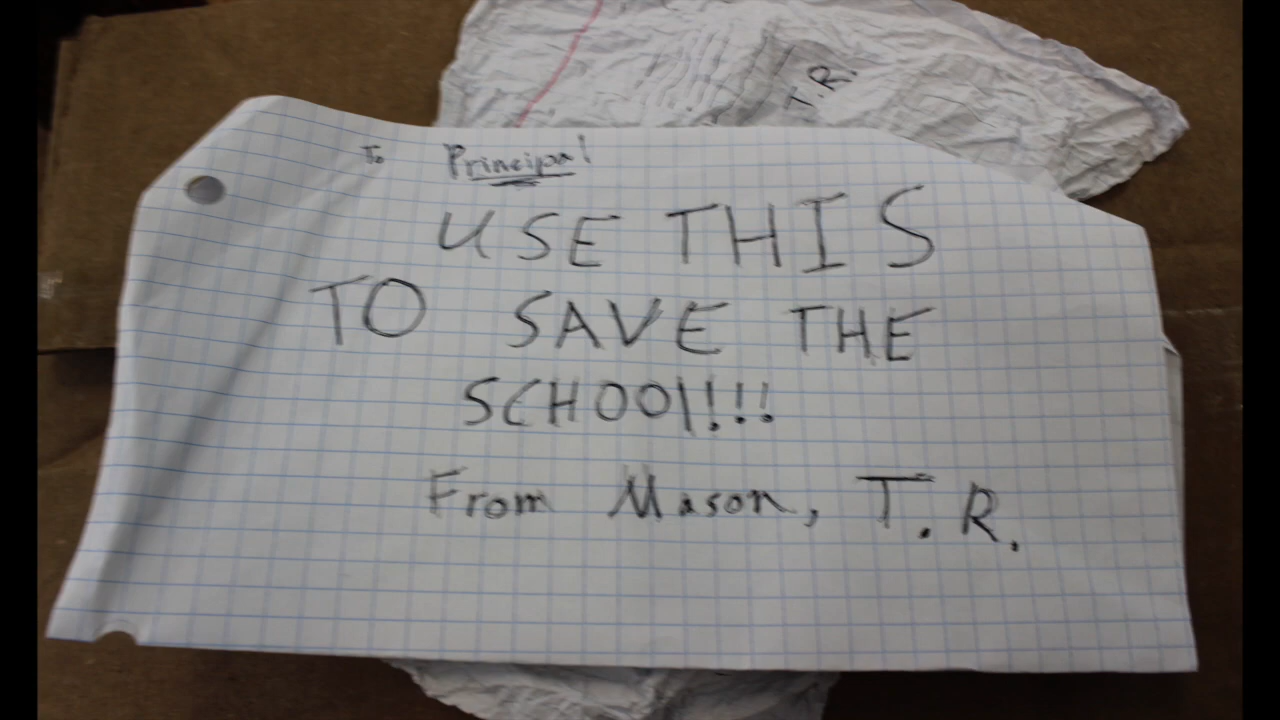 T.R.
To Principal
USE THIS
TO SAVE THE
SCHOOl!!!
From Mason, T.R.